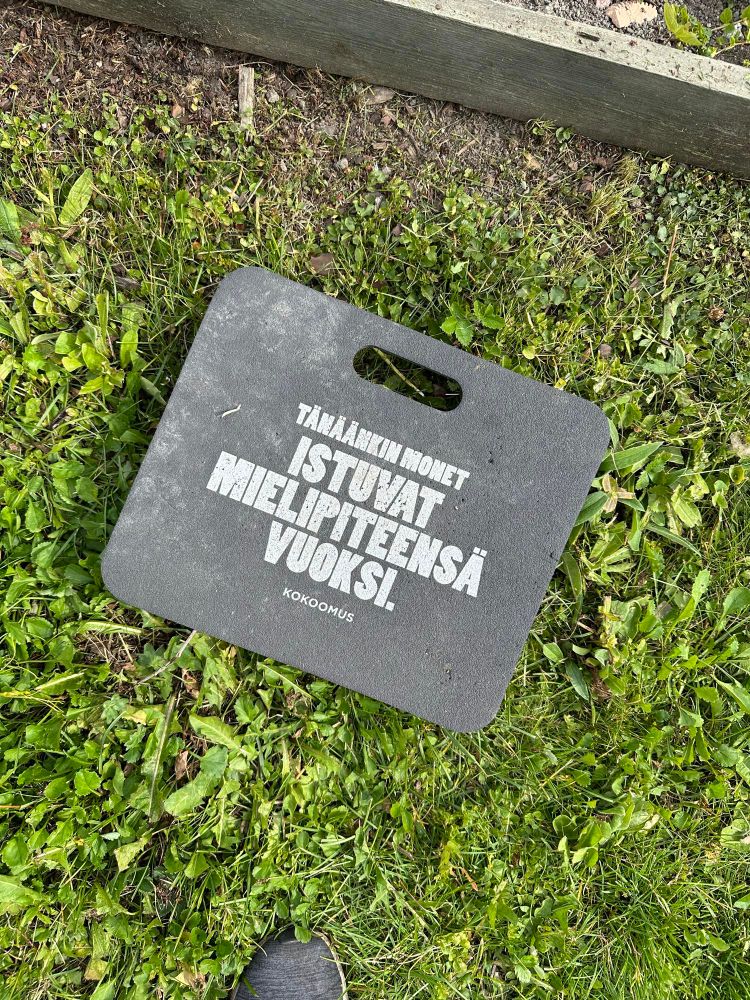 TÄNÄÄNKIN MONET
ISTUVAT
MIELIPITEENSÄ
VUOKSI.
KOKOOMUS